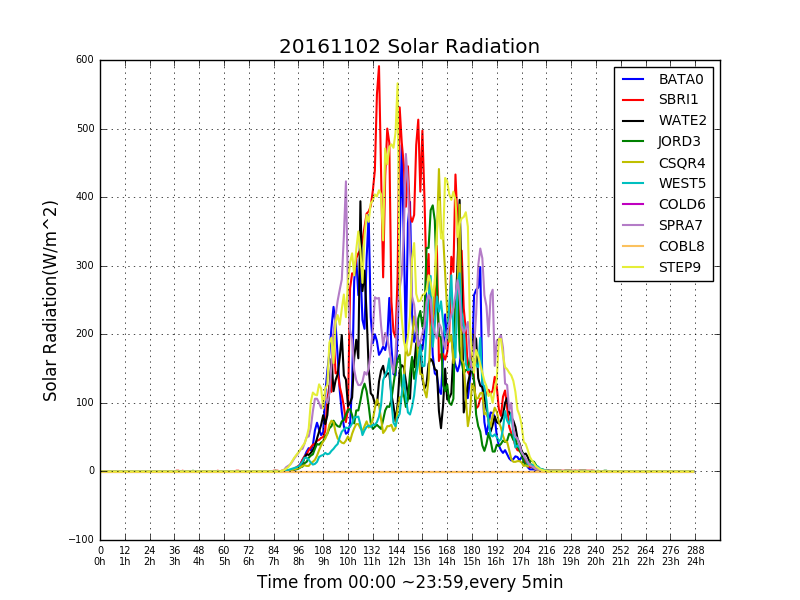 20161102 Solar Radiation
600
500
400
300
200
100
0
−100
Solar Radiation(W/m^2)
BATA0
SBRI1
WATE2
JORD3
CSQR4
WEST5
COLD6
SPRA7
COBL8
STEP9
0 12 24 36 48 60 72 84 96 108 120 132 144 156 168 180 192 204 216 228 240 252 264 276 288
0h 1h 2h 3h 4h 5h 6h 7h 8h 9h 10h 11h 12h 13h 14h 15h 16h 17h 18h 19h 20h 21h 22h 23h 24h
Time from 00:00 ~23:59,every 5min